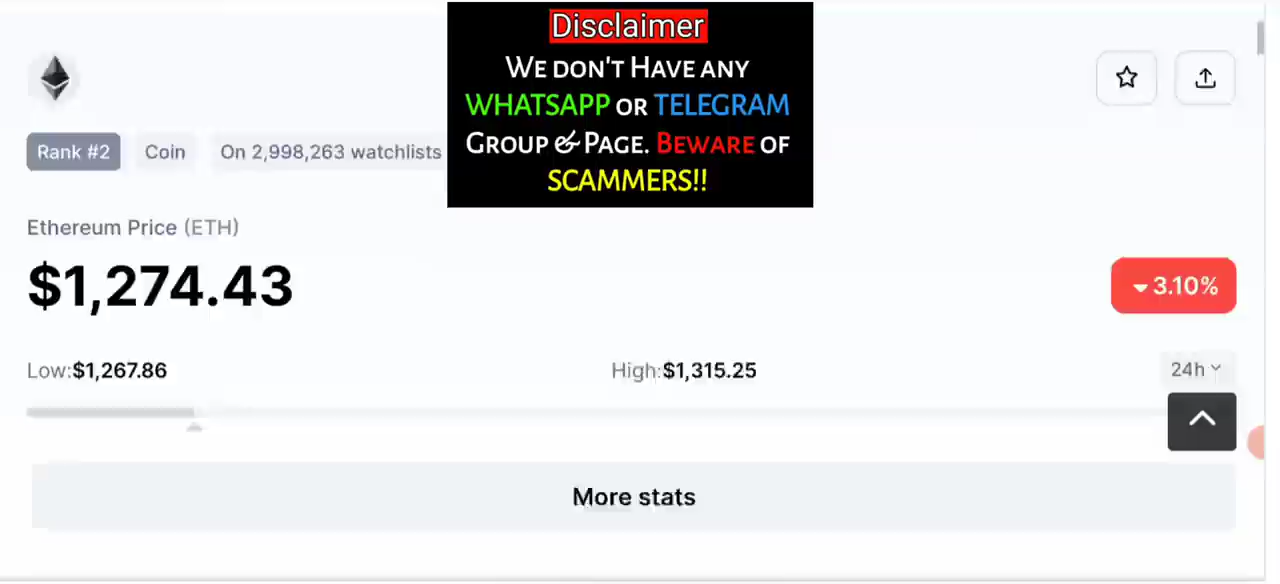 Disclaimer
WE DON'T HAVE ANY
WHATSAPP OR TELEGRAM
GROUP & PAGE. BEWARE OF
SCAMMERS!!
Rank #2 Coin On 2,998,263 watchlists
Ethereum Price (ETH)
$1,274.43 3.10%
Low:$1,267.86 High:$1,315.25 24h
More stats